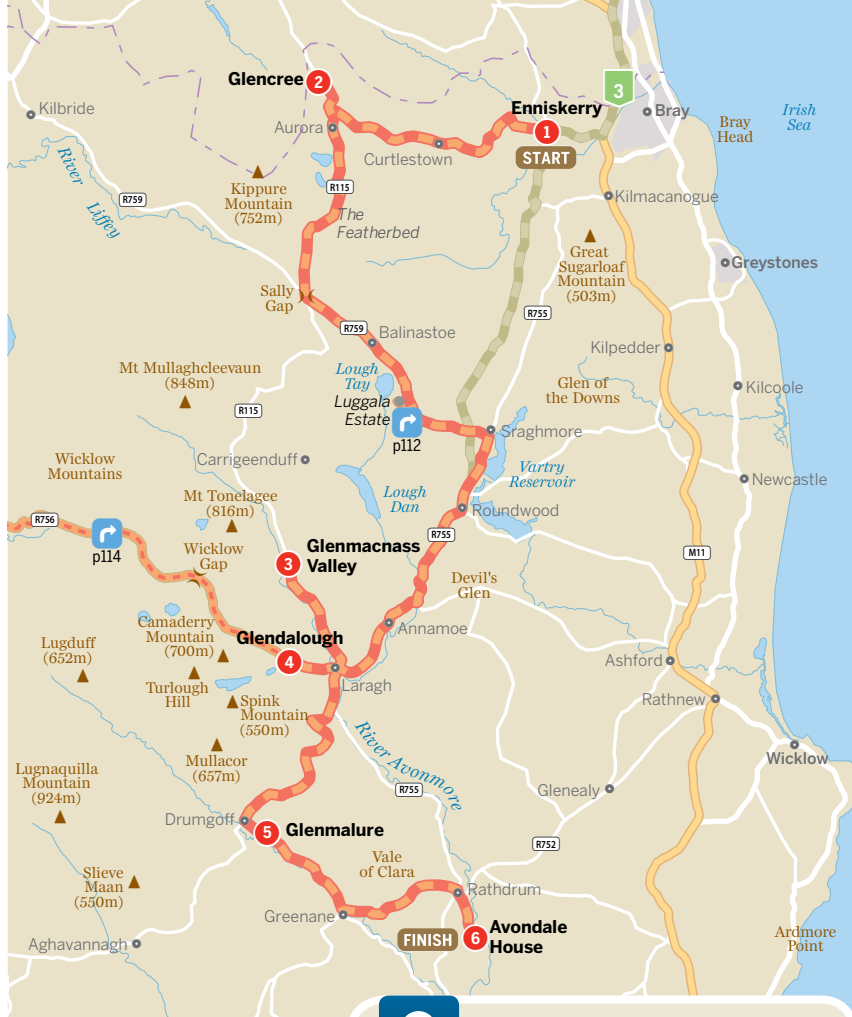 Glencree
2
3
Enniskerry
1
START
Kilbride
Bray
Bray
Head
Irish
Sea
Aurora
Curtlestown
River
Liffey
R759
Kippure
Mountain
(752m)
R115
The
Featherbed
Kilmacanogue
Great
Sugarloaf
Mountain
(503m)
Greystones
Sally
Gap
R759
Balinastoe
R755
Kilpedder
Mt Mullaghcleevaun
(848m)
Lough
Tay
Luggala
Estate
p112
Glen of
the Downs
Kilcoole
R115
Sraghmore
Carrigeenduff
Wicklow
Mountains
Vartry
Reservoir
Newcastle
Mt Tonelagee
(816m)
Lough
Dan
Roundwood
R756
p114
Wicklow
Gap
R755
M11
3
Glenmacnass
Valley
Devil's
Glen
Camaderry
Mountain
(700m)
Glendalough
4
Annamoe
Lugduff
(652m)
Ashford
Turlough
Hill
Laragh
Rathnew
Spink
Mountain
(550m)
River Avonmore
Mullacor
(657m)
Wicklow
Lugnaquilla
Mountain
(924m)
R755
Glenealy
Drumgoff
5
Glenmalure
R752
Vale
of Clara
Slieve
Maan
(550m)
Rathdrum
Greenane
FINISH
6
Avondale
House
Aghavannagh
Ardmore
Point